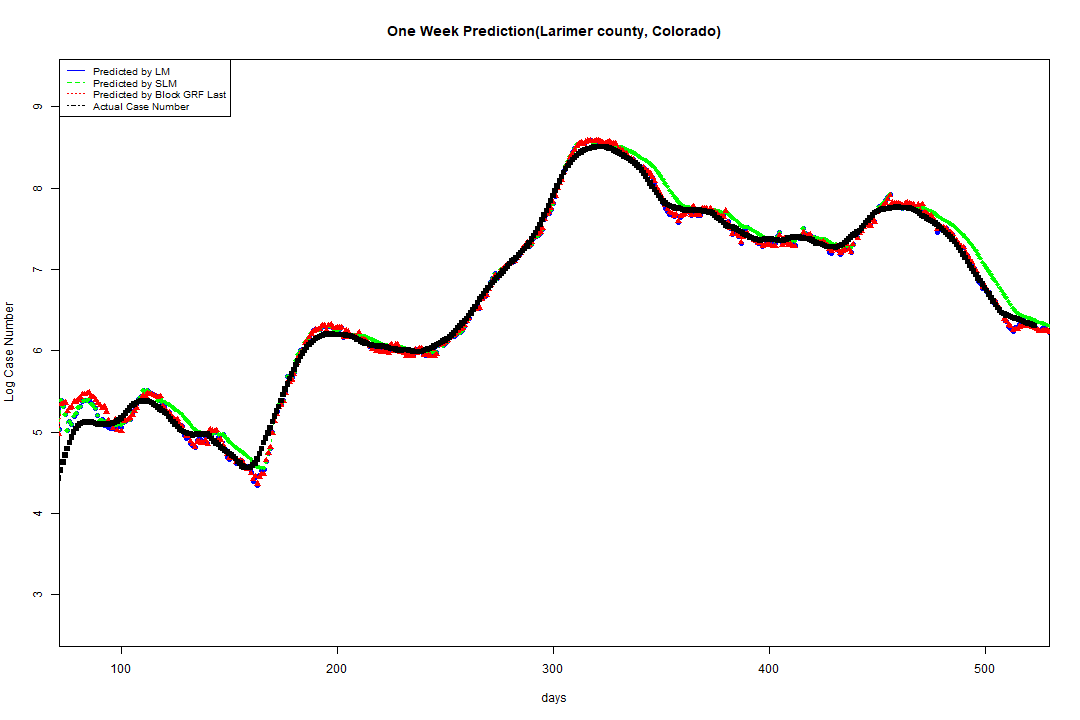 One Week Prediction(Larimer county, Colorado)
Predicted by LM
Predicted by SLM
Predicted by Block GRF Last
Actual Case Number
9
8
7
6
5
4
3
Log Case Number
100 200 300 400 500
days